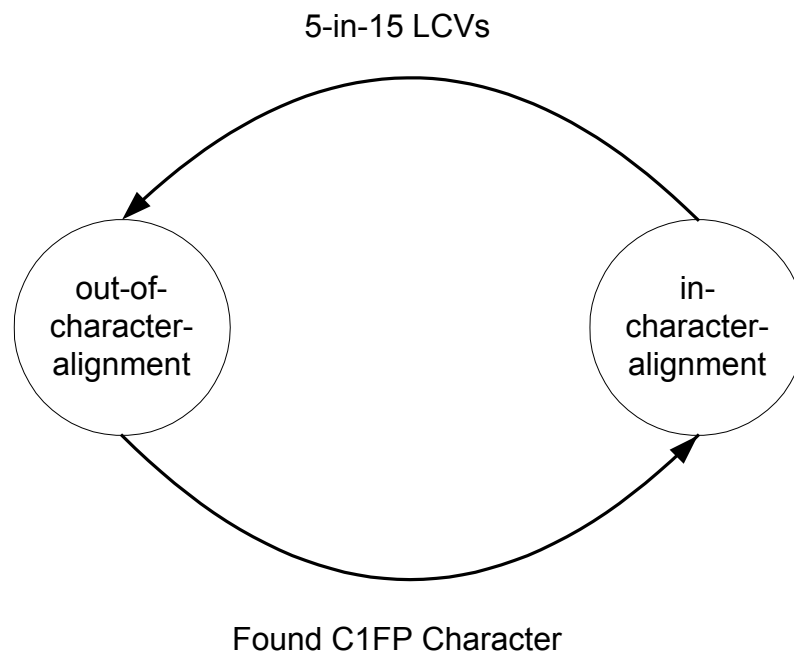 5-in-15 LCVs
out-of-
character-
alignment
in-
character-
alignment
Found C1FP Character